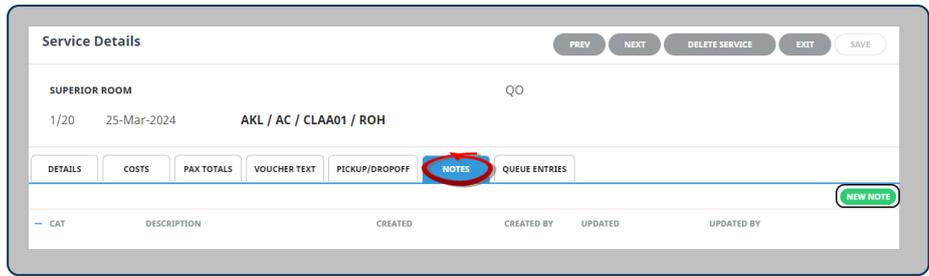 Service Details
PREV NEXT DELETE SERVICE EXIT SAVE
SUPERIOR ROOM QO
1/20 25-Mar-2024 AKL / AC / CLAA01 / ROH
DETAILS COSTS PAX TOTALS VOUCHER TEXT PICKUP/DROPOFF NOTES QUEUE ENTRIES
NEW NOTE
CAT DESCRIPTION CREATED CREATED BY UPDATED UPDATED BY